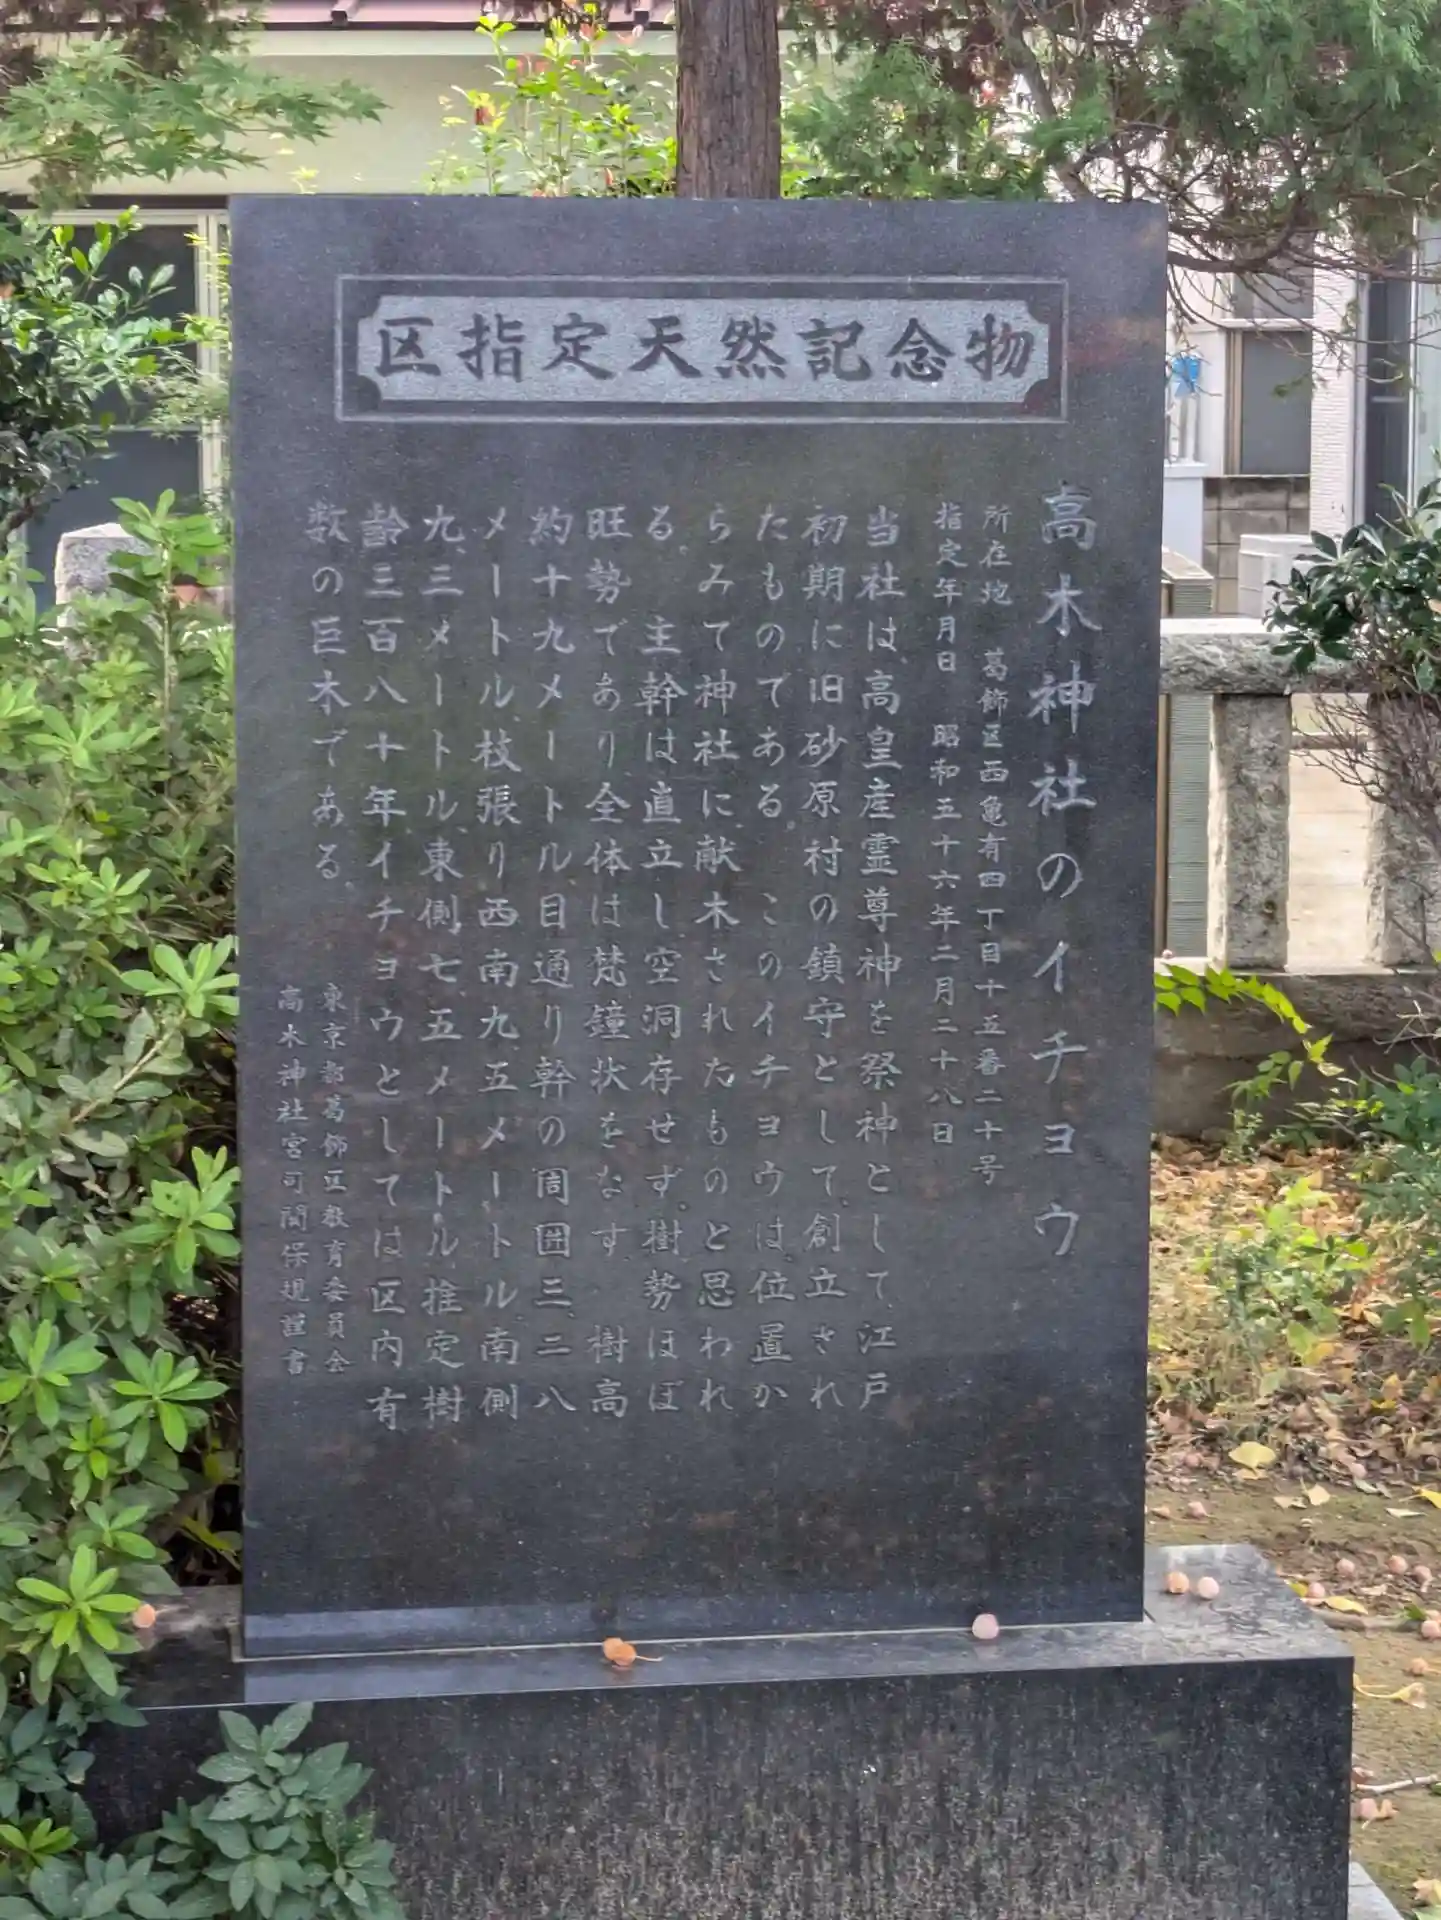 区指定天然記念物
高木神社のイチョウ
所在地 葛飾区西亀有四丁目十五番二十号
指定年月日 昭和五十六年二月二十八日
当社は、高皇産霊尊神を祭神として、江戸
初期に旧砂原村の鎮守として、創立され
たものである。このイチョウは、位置か
らみて神社に、献木されたものと思われ
る。主幹は直立し、空洞存せず。樹勢ほぼ
旺勢であり、全体は梵鐘状をなす。樹高
約十九メートル、目通り幹の周囲三、二八
メートル、枝張り西南九、五メートル、南側
九、三メートル、東側七、五メートル、推定樹
齢三百八十年、イチョウとしては区内有
数の巨木である。
東京都葛飾区教育委員会
高木神社宮司関保規謹書